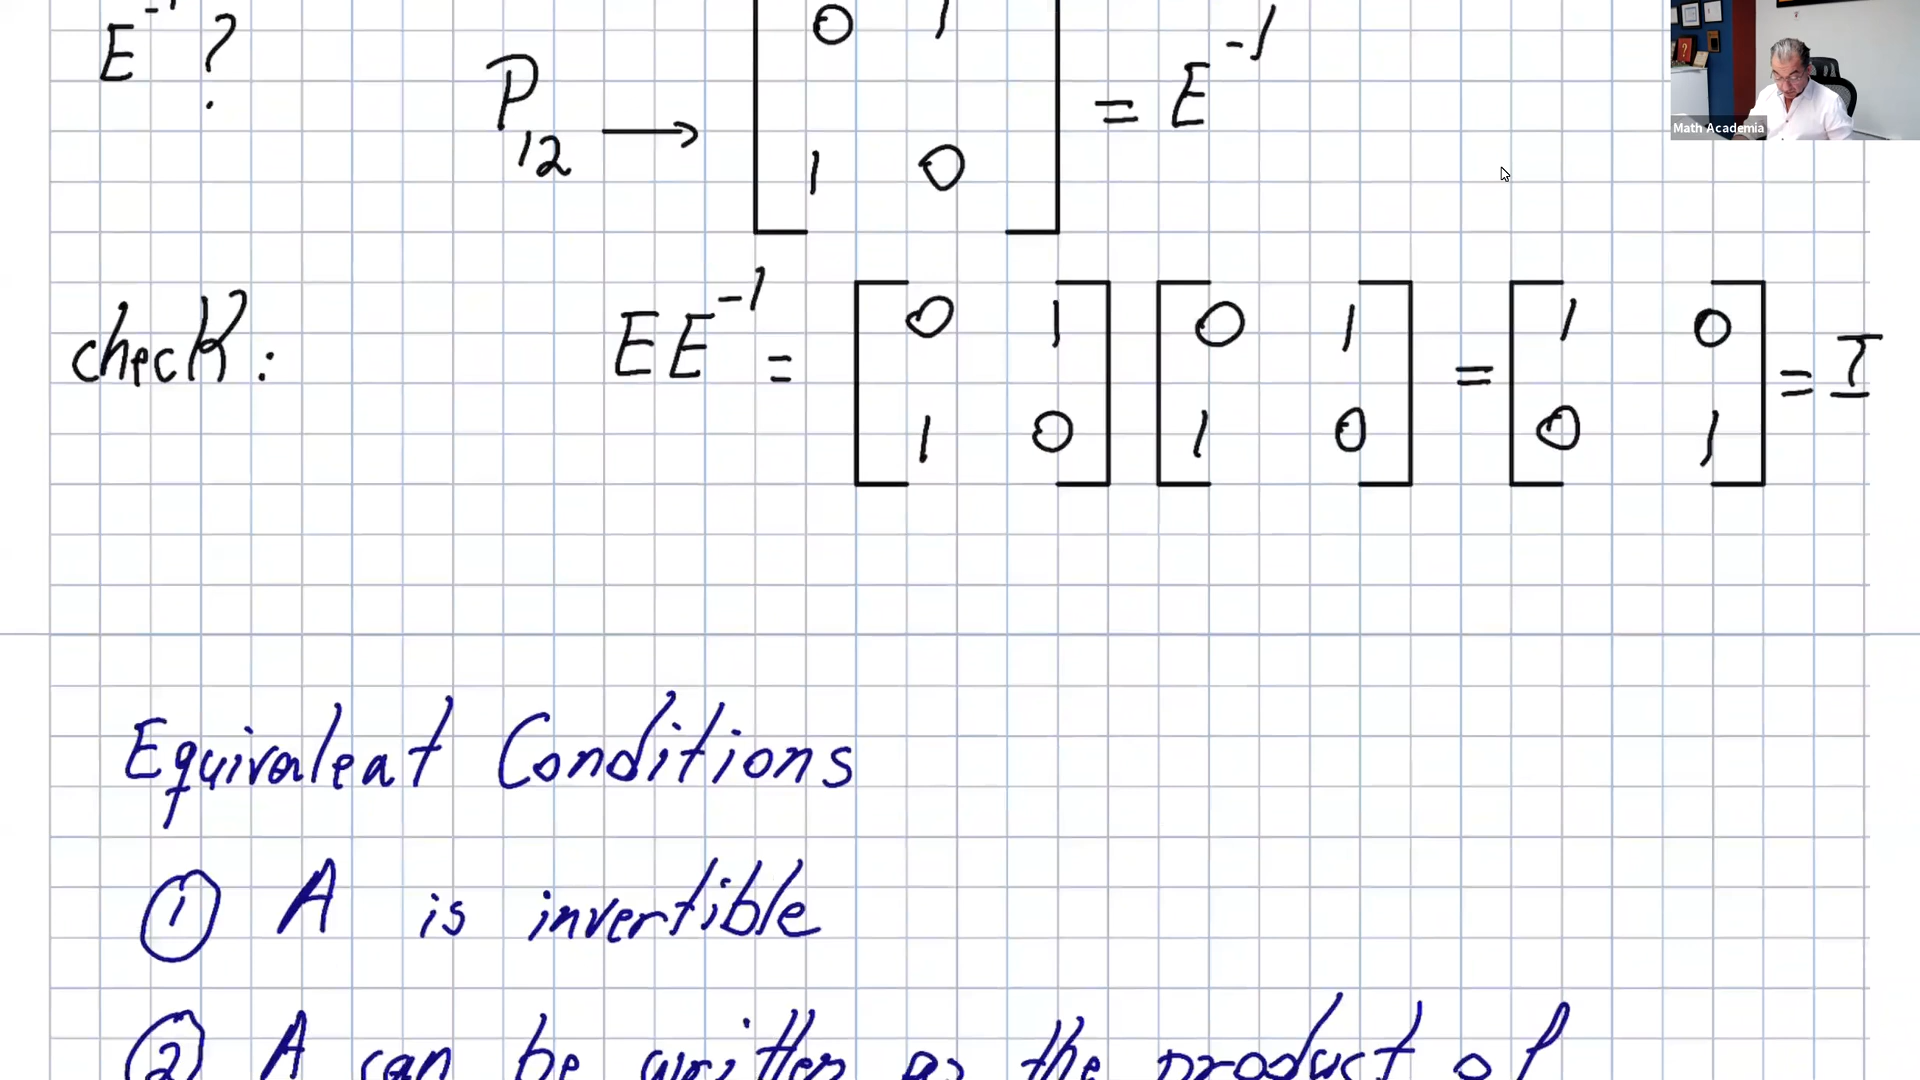 E⁻¹ ?
P₁₂ → [0 1
1 0] = E⁻¹
Math Academia
check: EE⁻¹ = [0 1 [0 1 = [1 0 = I
1 0] 1 0] 0 1]
Equivalent Conditions
① A is invertible
② A can be written as the product of